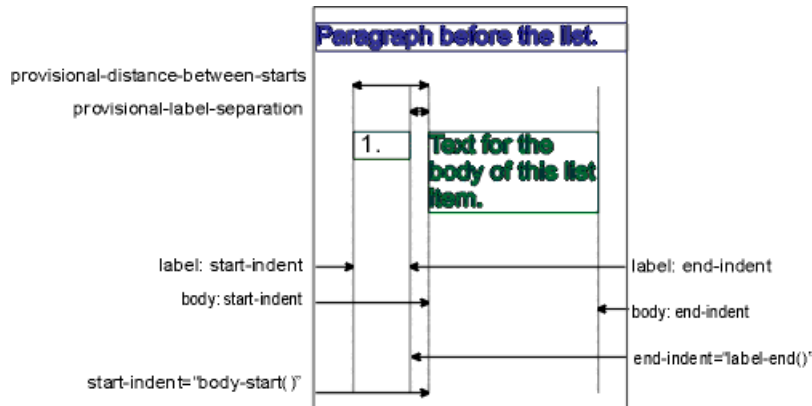 Paragraph before the list.
provisional-distance-between-starts
provisional-label-separation
1.
Text for the
body of this list
item.
label: start-indent
label: end-indent
body: start-indent
body: end-indent
end-indent="label-end()"
start-indent="body-start()"